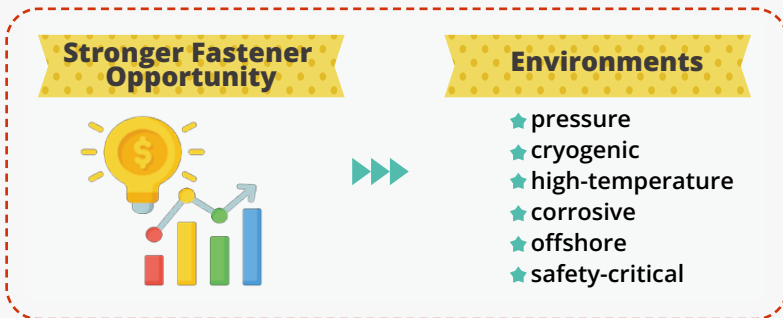 Stronger Fastener
Opportunity
$
Environments
pressure
cryogenic
high-temperature
corrosive
offshore
safety-critical